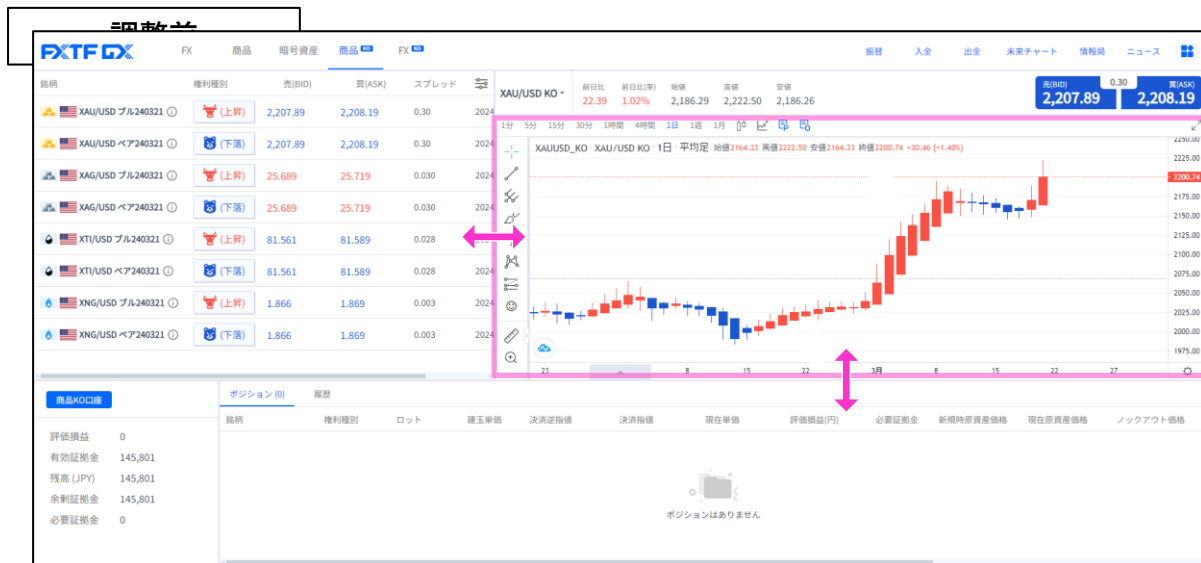 調整前
FXTF GX FX 商品 暗号資産 商品 KO FX KO 振替 入金 出金 未来チャート 情報局 ニュース
銘柄 権利種別 売(BID) 買(ASK) スプレッド
XAU/USD ブル240321 (上昇) 2,207.89 2,208.19 0.30 2024
XAU/USD ベア240321 (下落) 2,207.89 2,208.19 0.30 2024
XAG/USD ブル240321 (上昇) 25.689 25.719 0.030 2024
XAG/USD ベア240321 (下落) 25.689 25.719 0.030 2024
XTI/USD ブル240321 (上昇) 81.561 81.589 0.028
XTI/USD ベア240321 (下落) 81.561 81.589 0.028 2024
XNG/USD ブル240321 (上昇) 1.866 1.869 0.003 2024
XNG/USD ベア240321 (下落) 1.866 1.869 0.003 2024
XAU/USD KO 前日比 前日比(率) 始値 高値 安値
22.39 1.02% 2,186.29 2,222.50 2,186.26
売(BID) 0.30 買(ASK)
2,207.89 2,208.19
1分 5分 15分 30分 1時間 4時間 1日 1週 1月
XAUUSD_KO · XAU/USD KO · 1日 · 平均足 始値2164.33 高値2222.50 安値2164.33 終値2200.74 +30.46 (+1.40%)
2250.00
2225.00
2200.74
2175.00
2150.00
2125.00
2100.00
2075.00
2050.00
2025.00
2000.00
1975.00
23 8 15 22 3月 8 15 22 27
商品KO口座
評価損益 0
有効証拠金 145,801
残高 (JPY) 145,801
余剰証拠金 145,801
必要証拠金 0
ポジション (0) 履歴
銘柄 権利種別 ロット 建玉単価 決済逆指値 決済指値 現在単価 評価損益(円) 必要証拠金 新規時原資産価格 現在原資産価格 ノックアウト価格
ポジションはありません